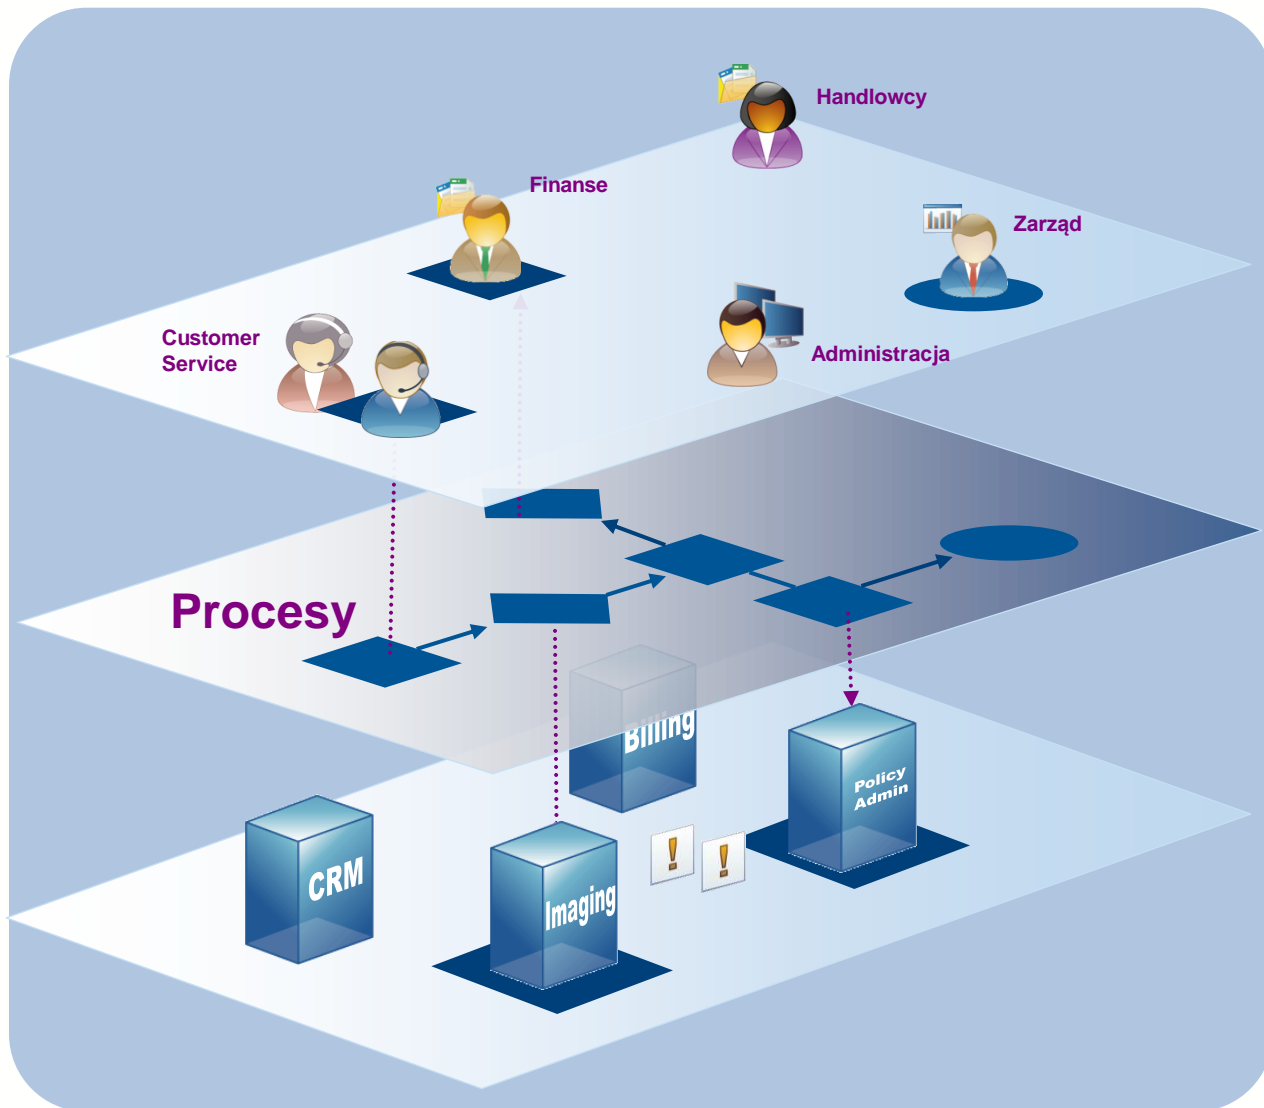 Handlowcy
Finanse
Zarząd
Customer
Service
Administracja
Procesy
Billing
Policy
Admin
CRM
Imaging